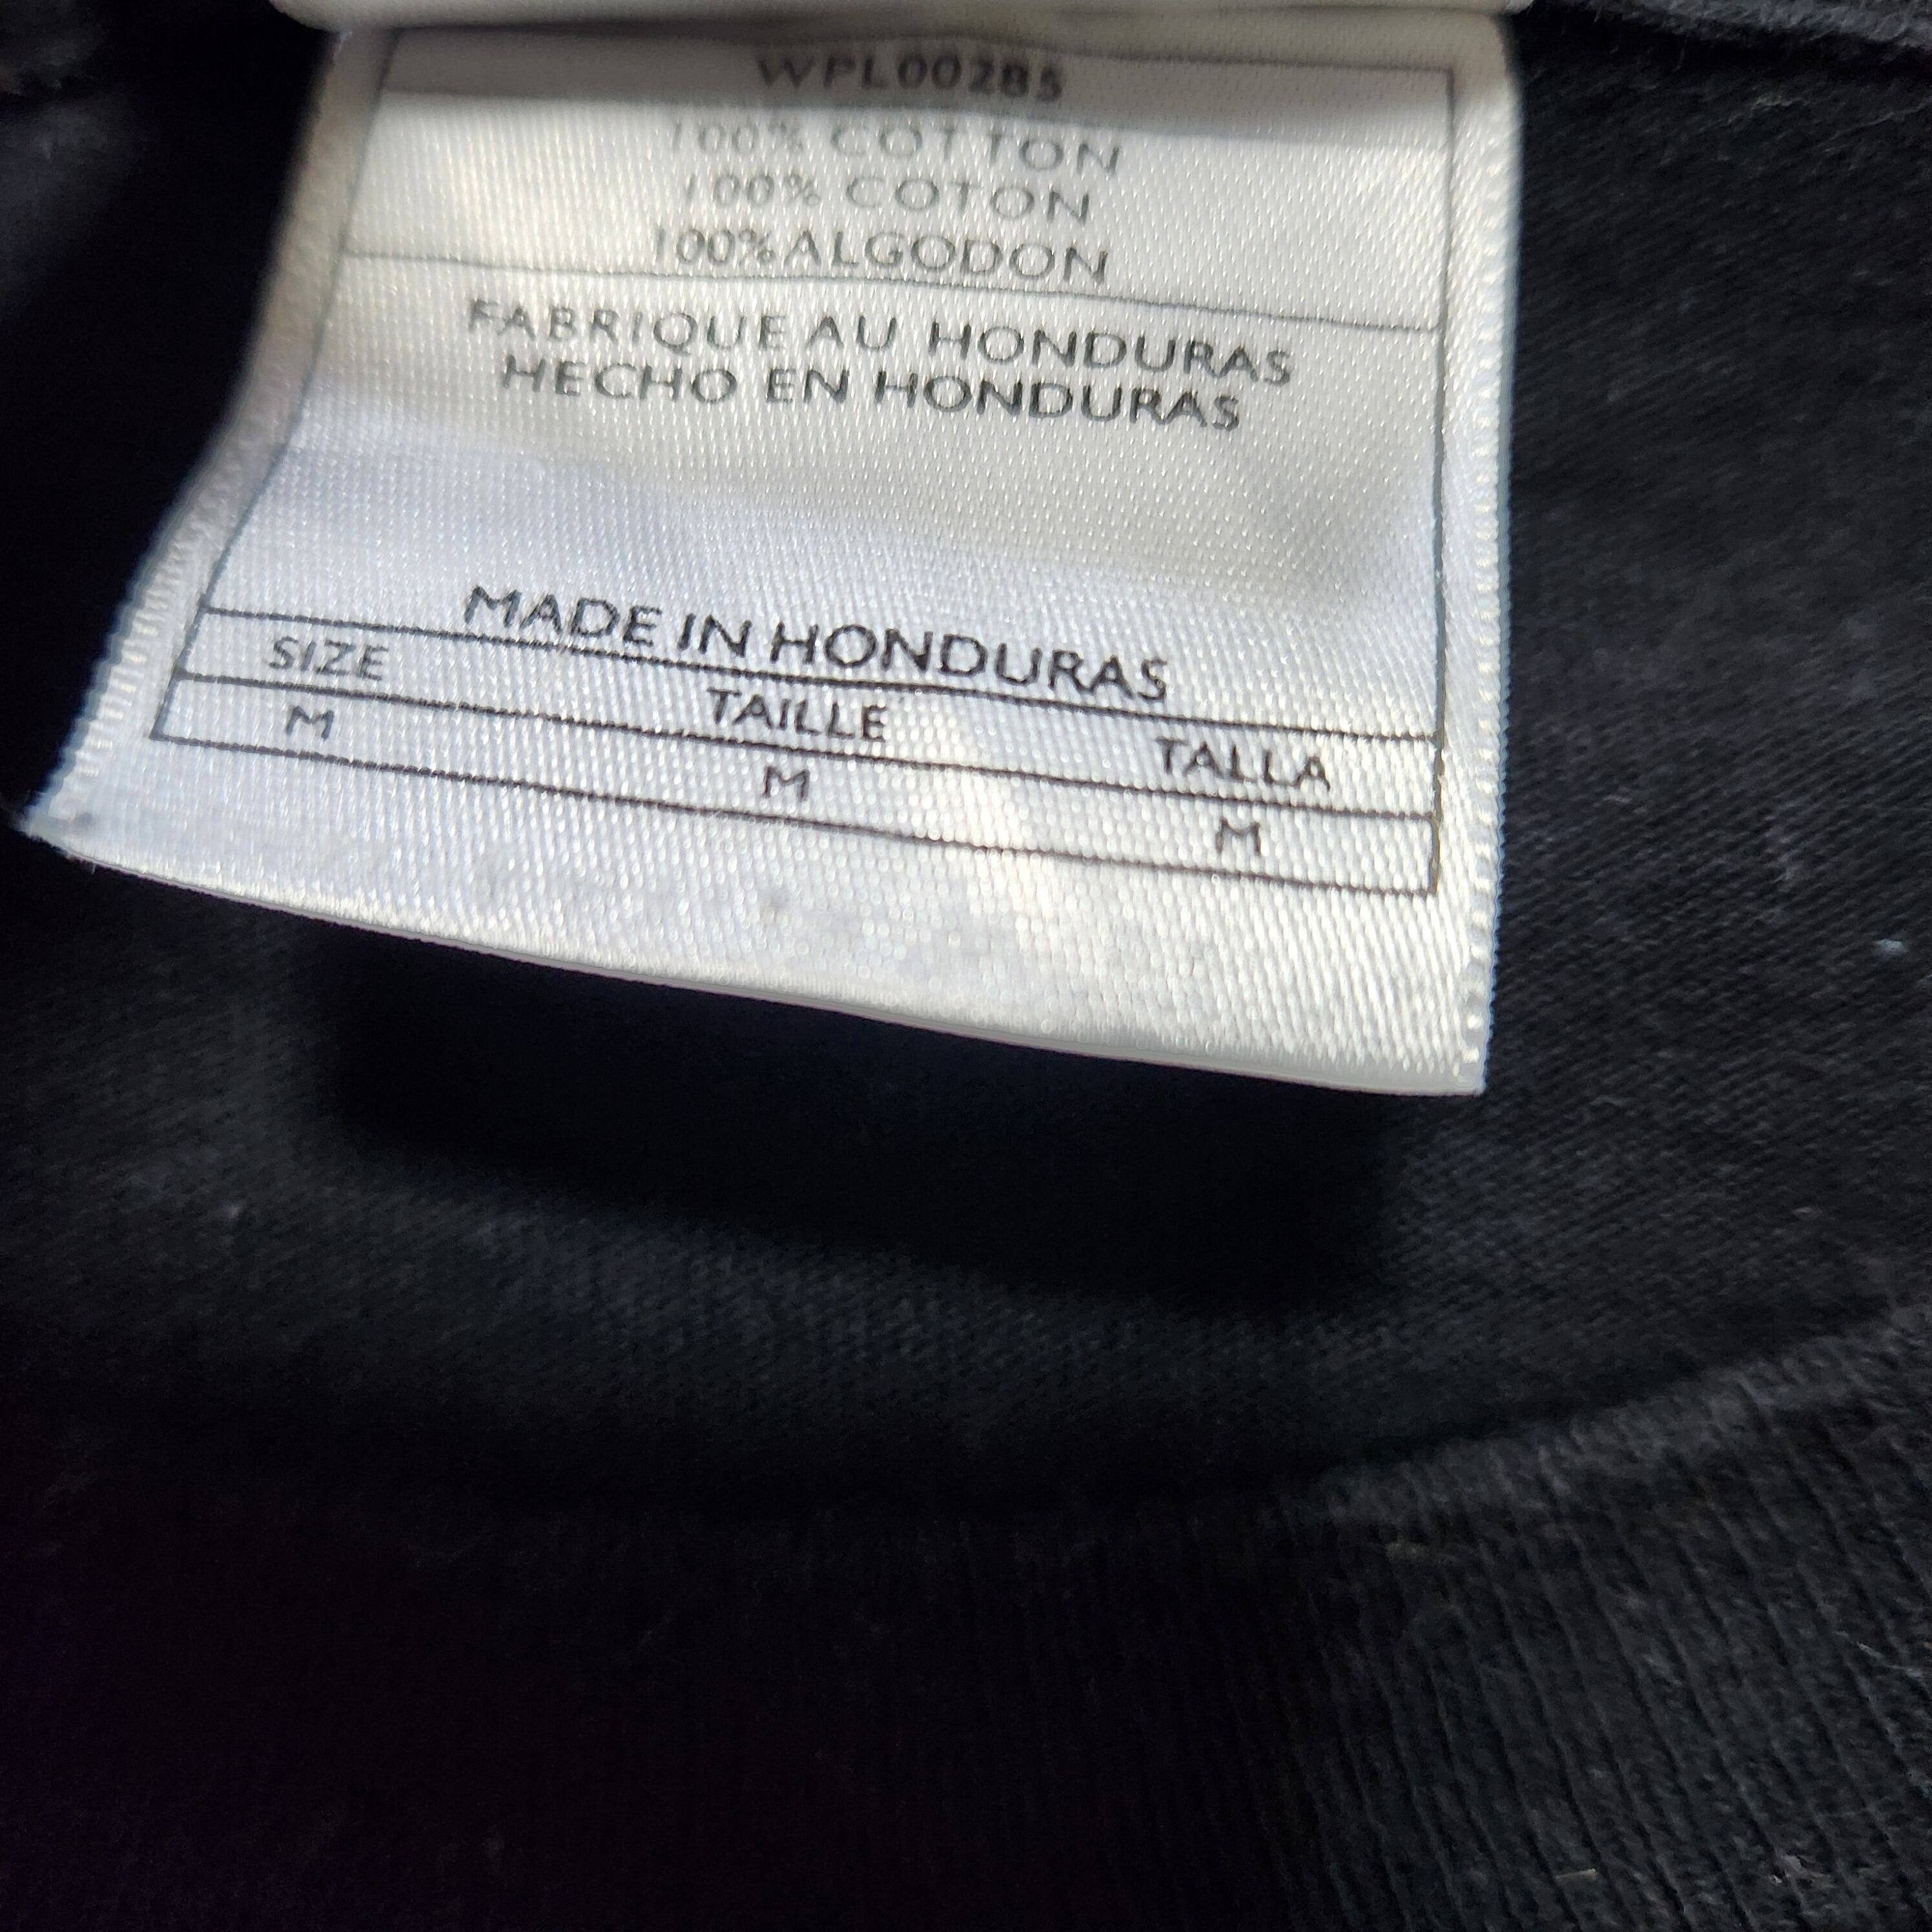 WPL00285
100% COTTON
100% COTON
100% ALGODON
FABRIQUE AU HONDURAS
HECHO EN HONDURAS
MADE IN HONDURAS
SIZE TAILLE TALLA
M M M